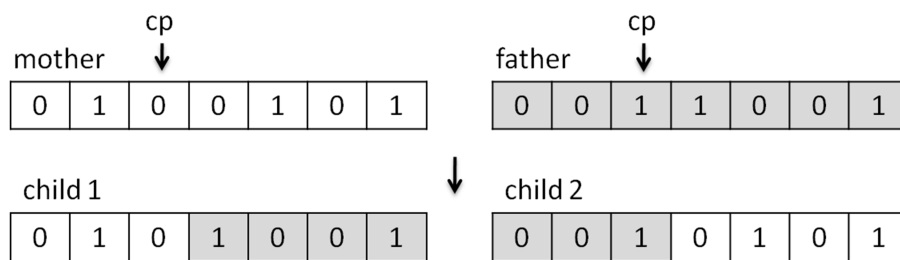 cp cp
mother father
0 1 0 0 1 0 1 0 0 1 1 0 0 1
child 1 child 2
0 1 0 1 0 0 1 0 0 1 0 1 0 1